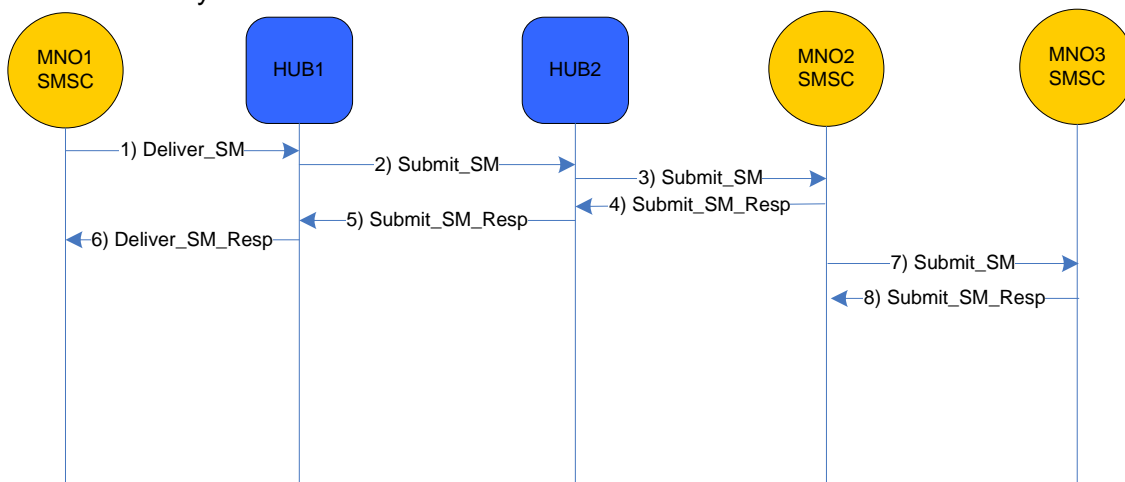 MNO1
SMSC
HUB1
HUB2
MNO2
SMSC
MNO3
SMSC
1) Deliver_SM
2) Submit_SM
3) Submit_SM
4) Submit_SM_Resp
5) Submit_SM_Resp
6) Deliver_SM_Resp
7) Submit_SM
8) Submit_SM_Resp